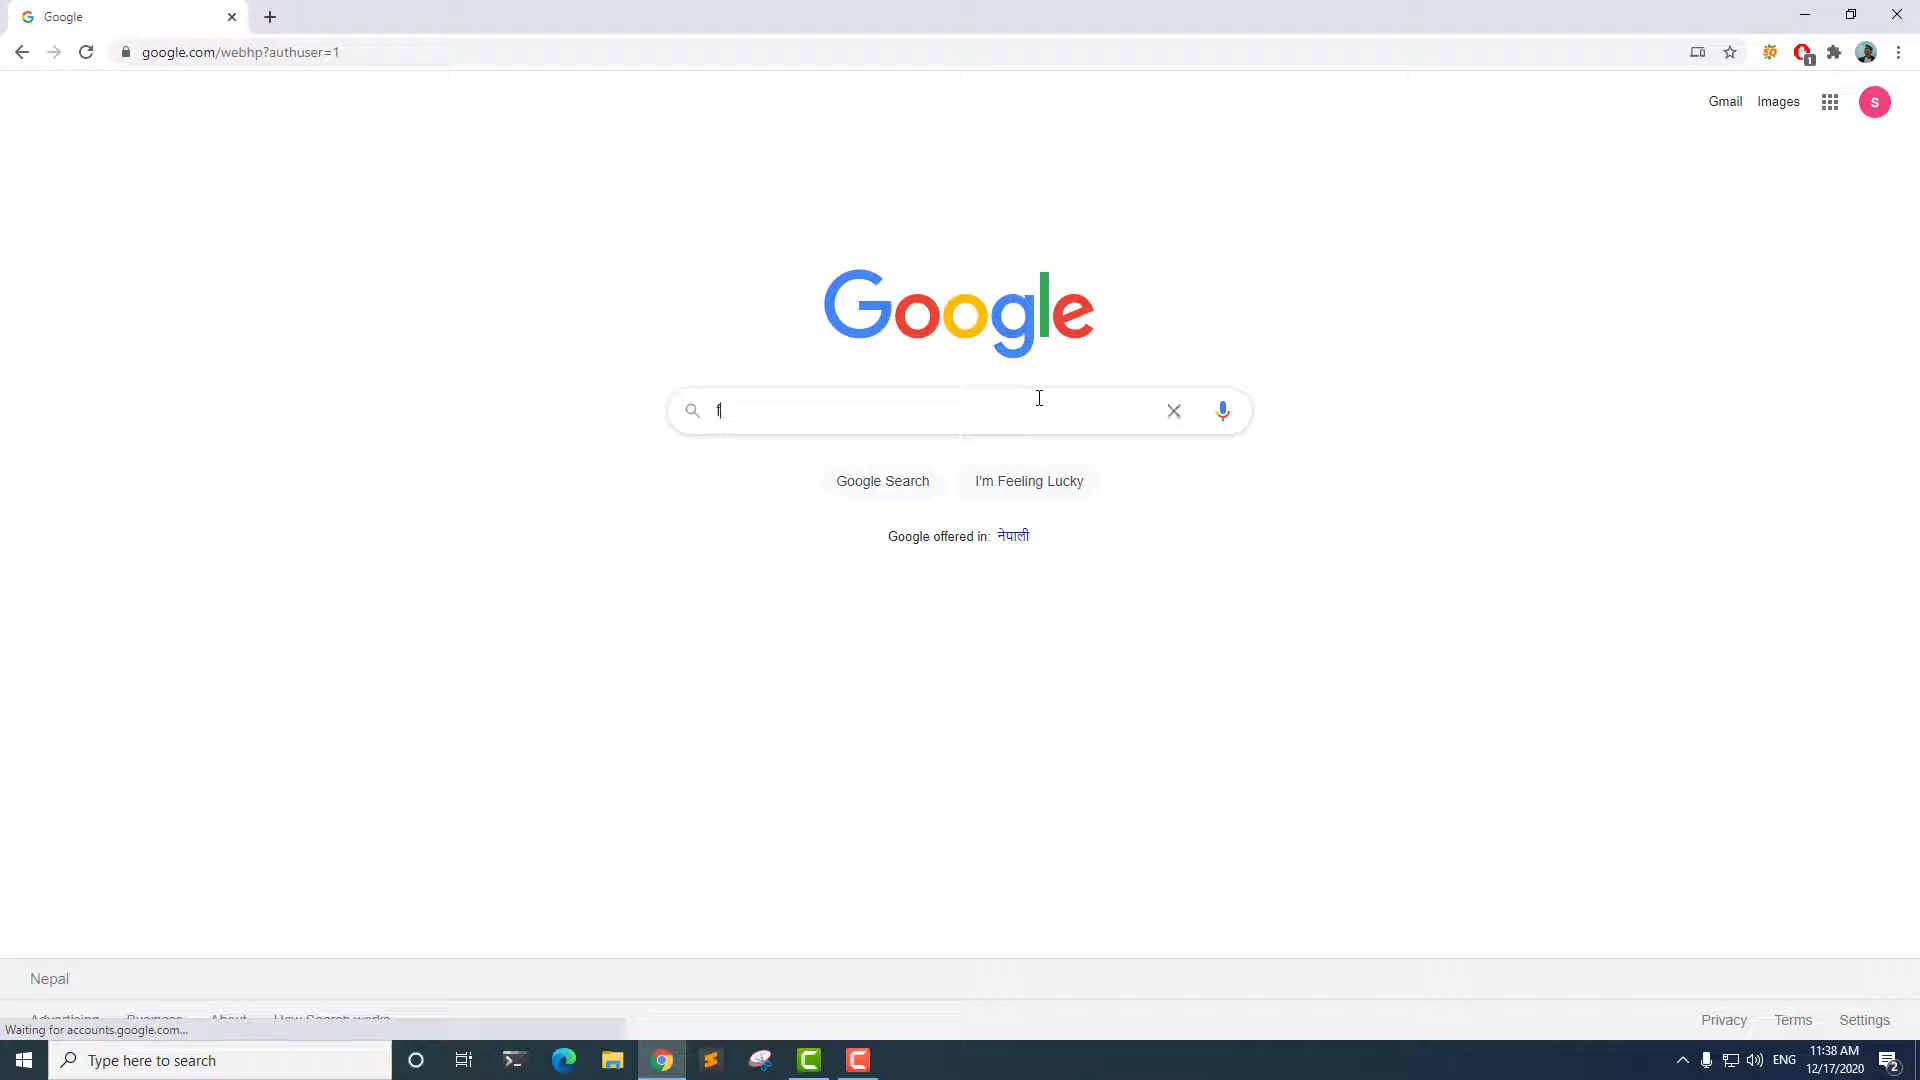 Google
google.com/webhp?authuser=1
1
Gmail Images
S
Google
f
Google Search I'm Feeling Lucky
Google offered in: नेपाली
Nepal
Advertising Business About How Search works
Privacy Terms Settings
Waiting for accounts.google.com...
Type here to search
ENG
11:38 AM
12/17/2020
2